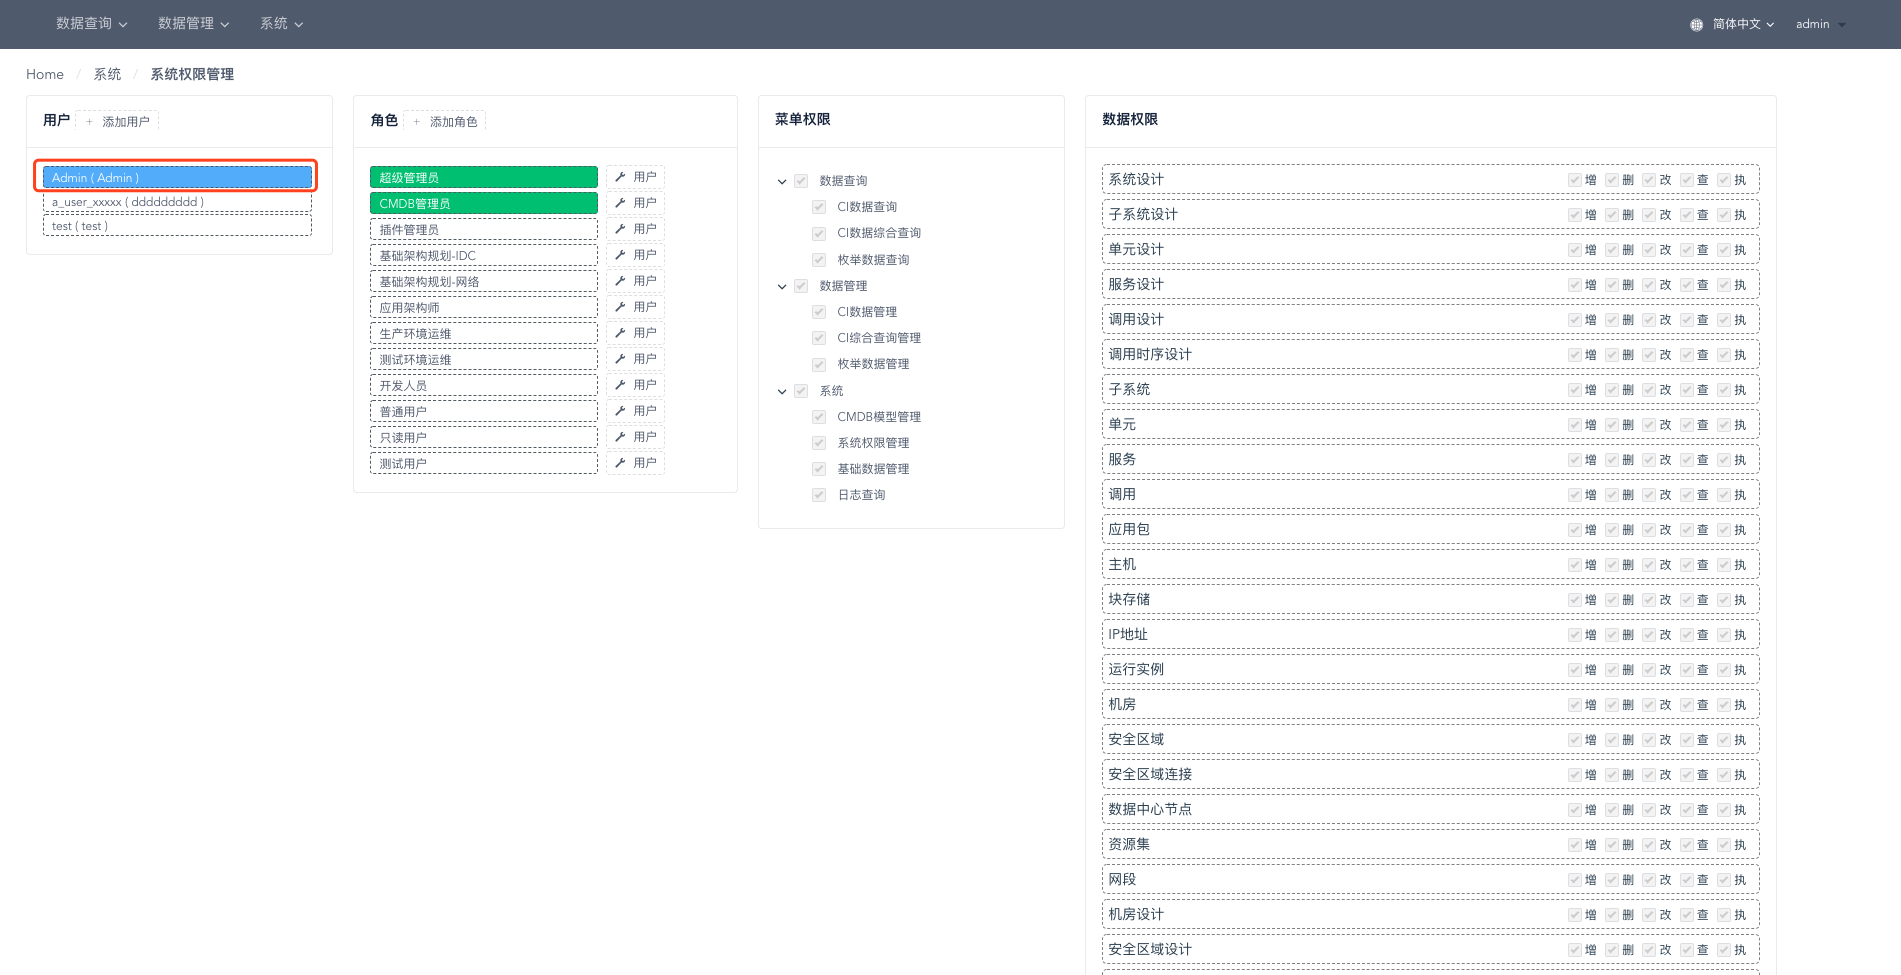 数据查询 数据管理 系统 简体中文 admin
Home / 系统 / 系统权限管理
用户 + 添加用户
Admin ( Admin )
a_user_xxxxx ( ddddddddd )
test ( test )
角色 + 添加角色
超级管理员 用户
CMDB管理员 用户
插件管理员 用户
基础架构规划-IDC 用户
基础架构规划-网络 用户
应用架构师 用户
生产环境运维 用户
测试环境运维 用户
开发人员 用户
普通用户 用户
只读用户 用户
测试用户 用户
菜单权限
数据查询
CI数据查询
CI数据综合查询
枚举数据查询
数据管理
CI数据管理
CI综合查询管理
枚举数据管理
系统
CMDB模型管理
系统权限管理
基础数据管理
日志查询
数据权限
系统设计 增 删 改 查 执
子系统设计 增 删 改 查 执
单元设计 增 删 改 查 执
服务设计 增 删 改 查 执
调用设计 增 删 改 查 执
调用时序设计 增 删 改 查 执
子系统 增 删 改 查 执
单元 增 删 改 查 执
服务 增 删 改 查 执
调用 增 删 改 查 执
应用包 增 删 改 查 执
主机 增 删 改 查 执
块存储 增 删 改 查 执
IP地址 增 删 改 查 执
运行实例 增 删 改 查 执
机房 增 删 改 查 执
安全区域 增 删 改 查 执
安全区域连接 增 删 改 查 执
数据中心节点 增 删 改 查 执
资源集 增 删 改 查 执
网段 增 删 改 查 执
机房设计 增 删 改 查 执
安全区域设计 增 删 改 查 执